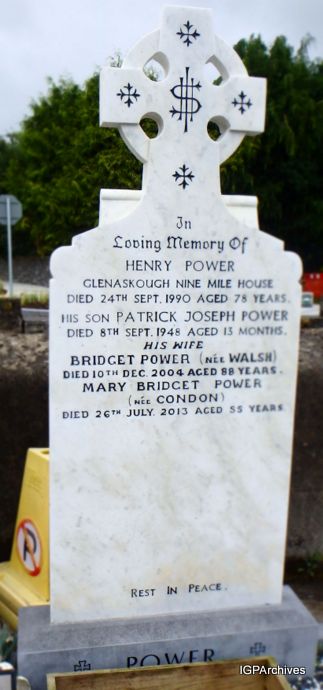 IHS
In
Loving Memory Of
HENRY POWER
GLENASKOUGH NINE MILE HOUSE
DIED 24TH SEPT. 1990 AGED 78 YEARS.
HIS SON PATRICK JOSEPH POWER
DIED 8TH SEPT. 1948 AGED 13 MONTHS.
HIS WIFE
BRIDGET POWER (NÉE WALSH)
DIED 10TH DEC. 2004 AGED 88 YEARS.
MARY BRIDGET POWER
(NÉE CONDON)
DIED 26TH JULY. 2013 AGED 55 YEARS
REST IN PEACE.
POWER
IGPArchives